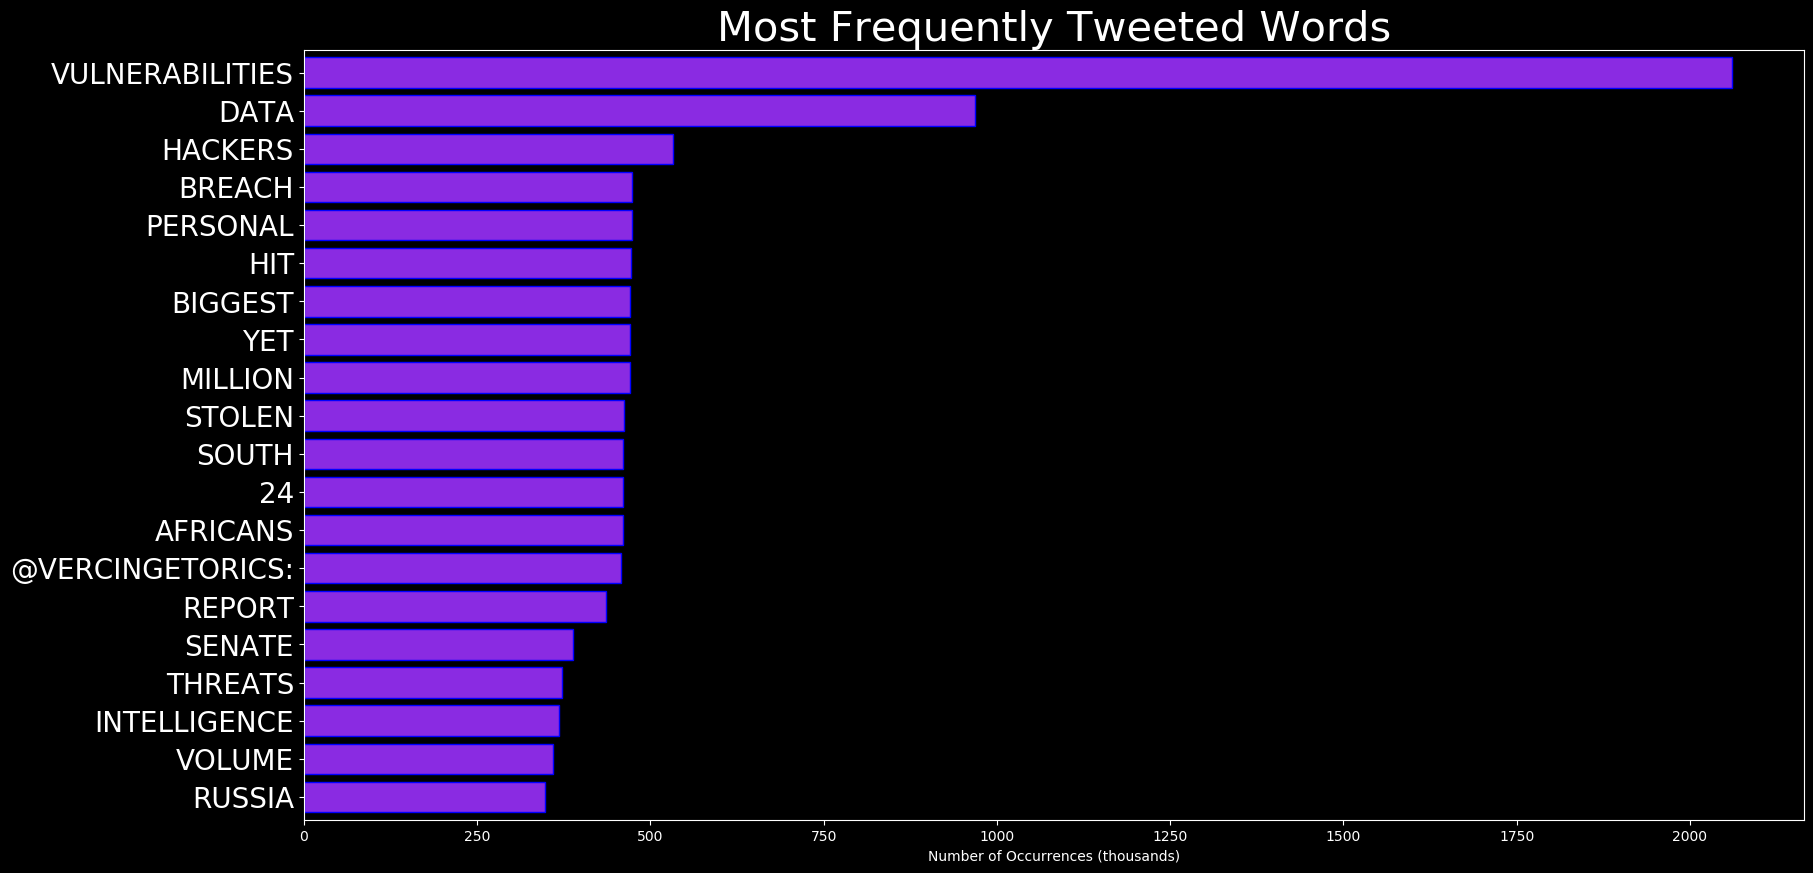 Most Frequently Tweeted Words
VULNERABILITIES
DATA
HACKERS
BREACH
PERSONAL
HIT
BIGGEST
YET
MILLION
STOLEN
SOUTH
24
AFRICANS
@VERCINGETORICS:
REPORT
SENATE
THREATS
INTELLIGENCE
VOLUME
RUSSIA
0 250 500 750 1000 1250 1500 1750 2000
Number of Occurrences (thousands)